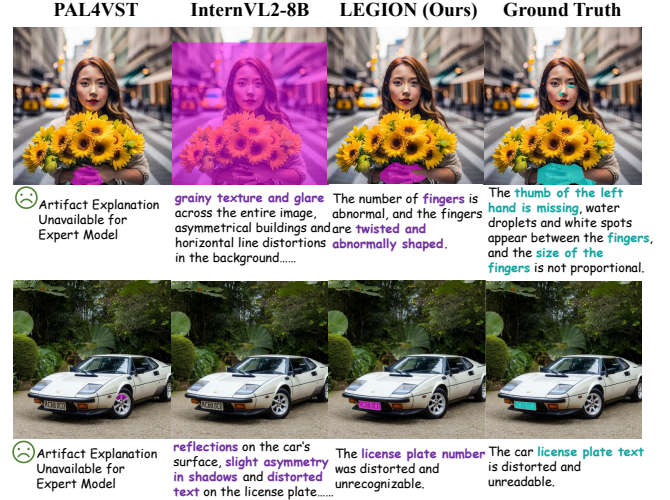 PAL4VST
InternVL2-8B
LEGION (Ours)
Ground Truth
Artifact Explanation
Unavailable for
Expert Model
grainy texture and glare
across the entire image,
asymmetrical buildings and
horizontal line distortions
in the background......
The number of fingers is
abnormal, and the fingers
are twisted and
abnormally shaped.
The thumb of the left
hand is missing, water
droplets and white spots
appear between the fingers,
and the size of the
fingers is not proportional.
Artifact Explanation
Unavailable for
Expert Model
reflections on the car's
surface, slight asymmetry
in shadows and distorted
text on the license plate......
The license plate number
was distorted and
unrecognizable.
The car license plate text
is distorted and
unreadable.